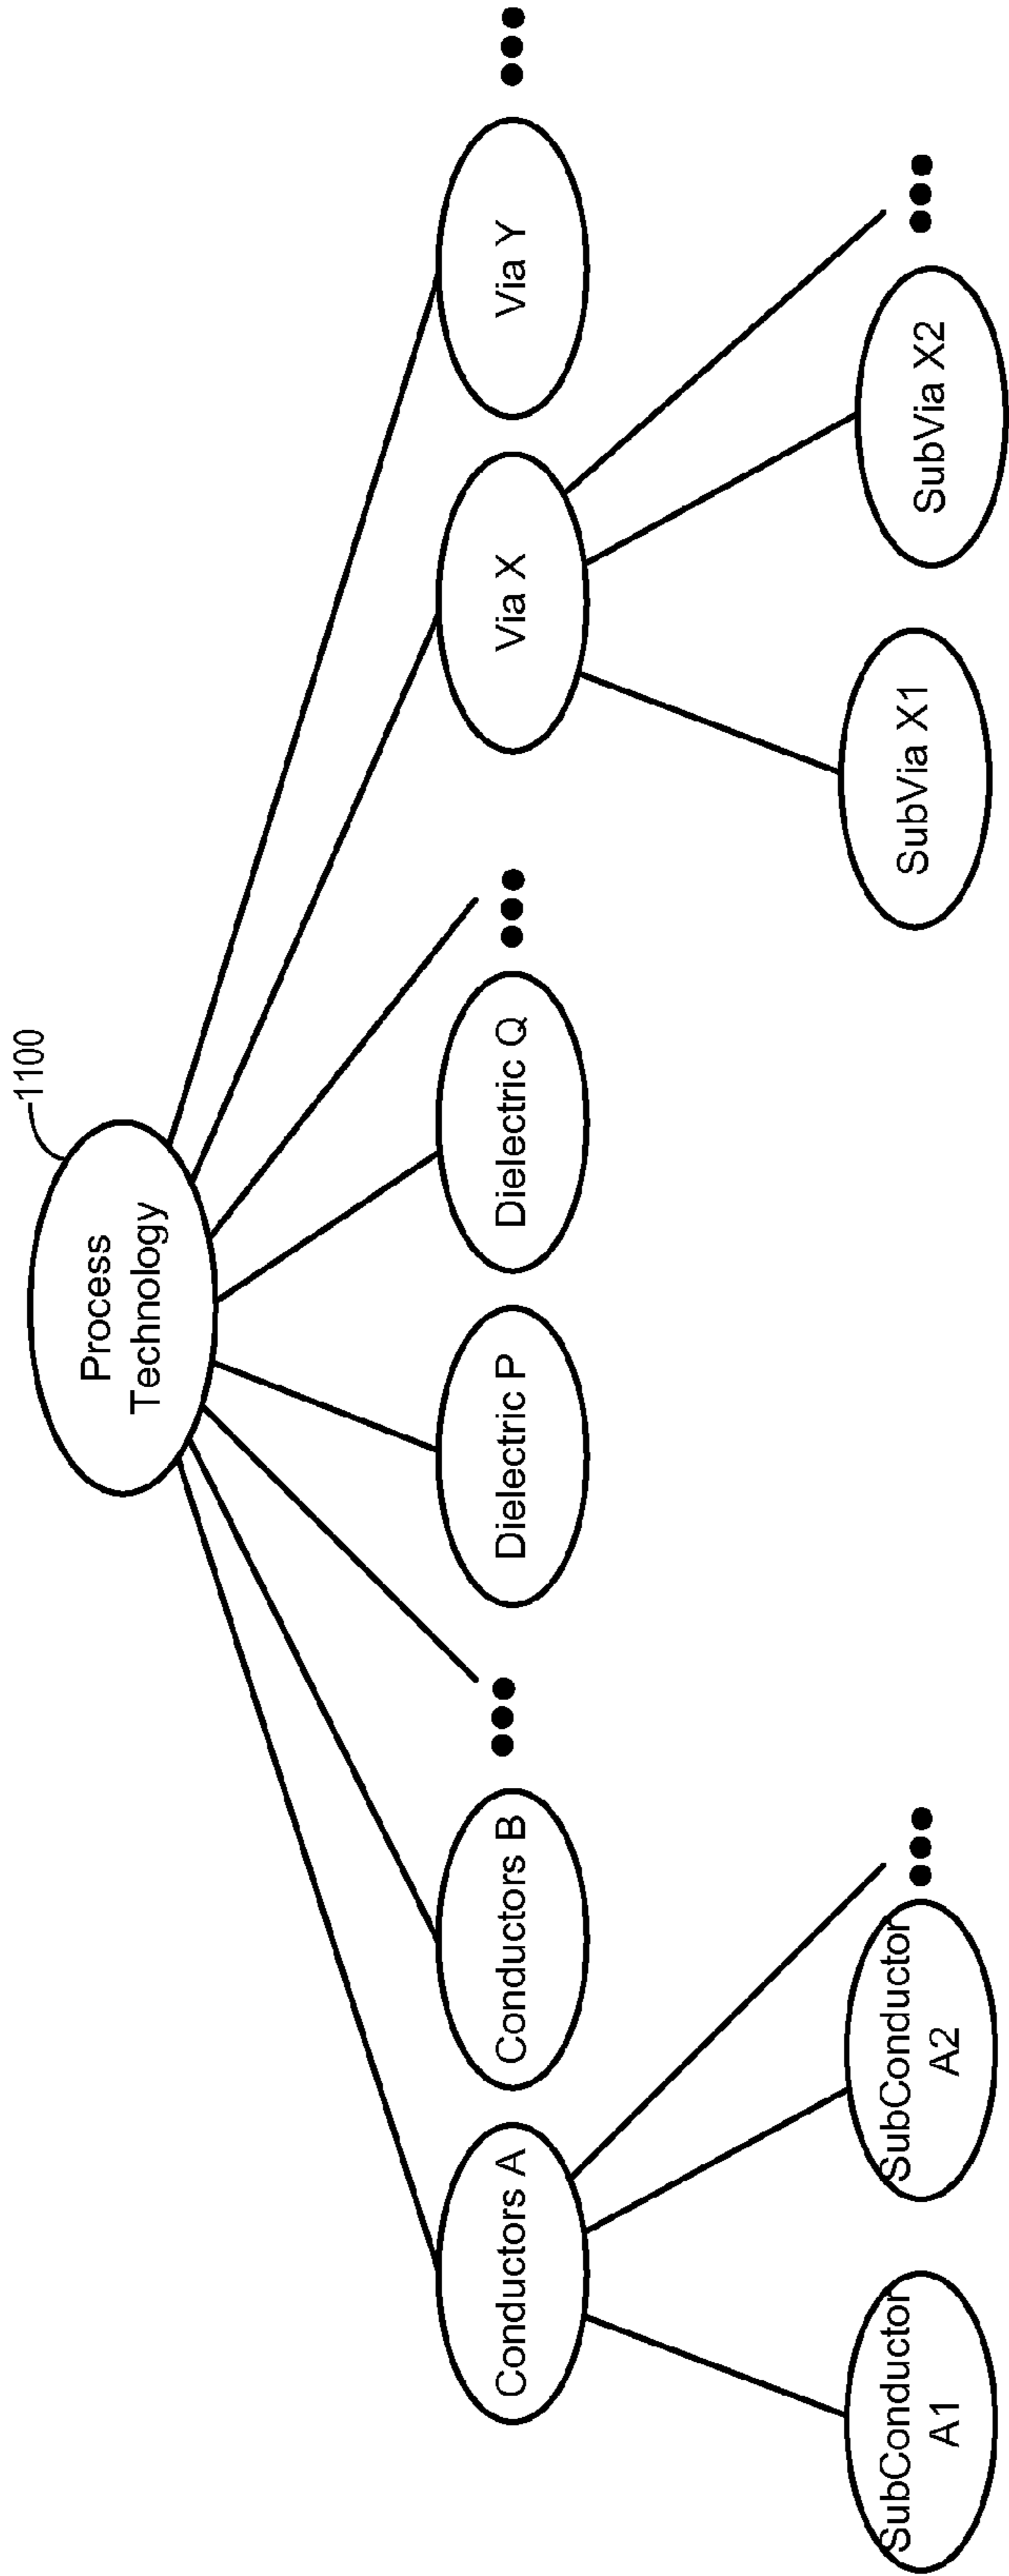 1100
Process
Technology
Conductors A
Conductors B
Dielectric P
Dielectric Q
Via X
Via Y
SubConductor
A1
SubConductor
A2
SubVia X1
SubVia X2